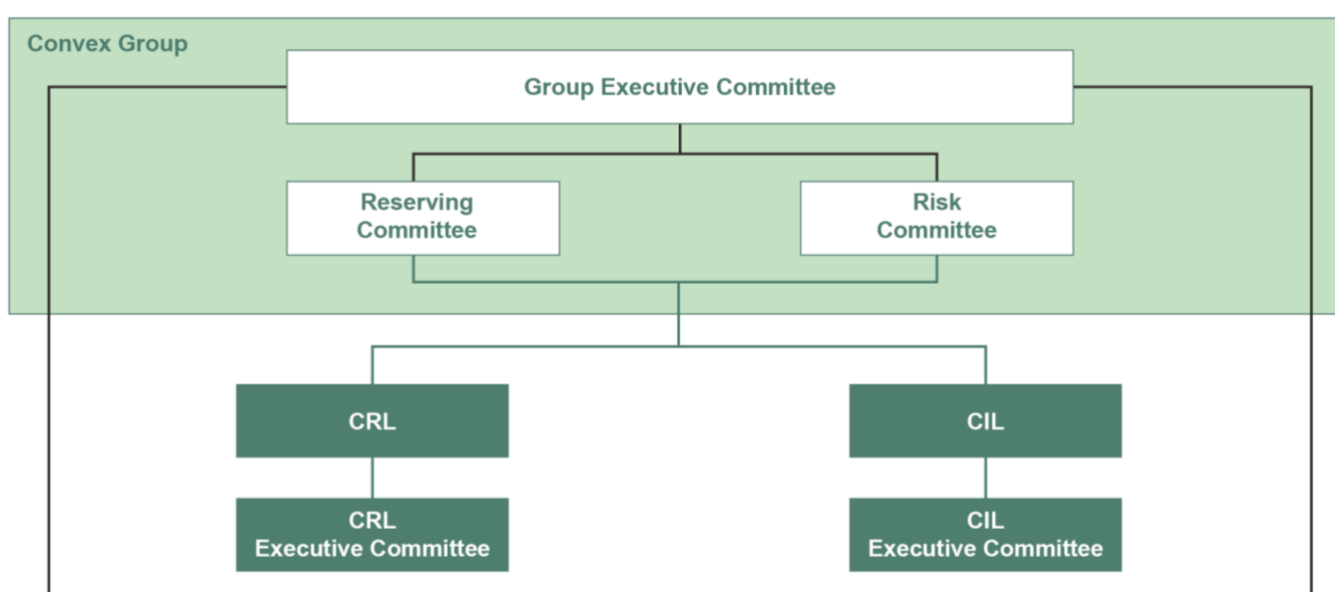 Convex Group
Group Executive Committee
Reserving
Committee
Risk
Committee
CRL
CIL
CRL
Executive Committee
CIL
Executive Committee